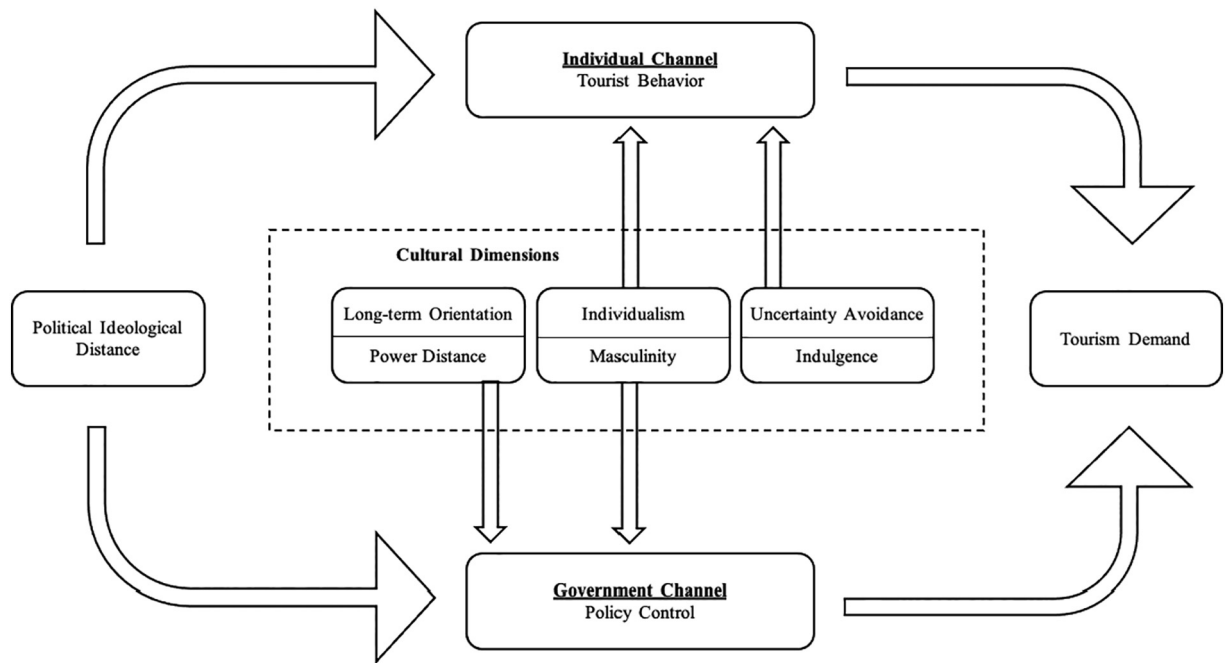 Individual Channel
Tourist Behavior
Cultural Dimensions
Political Ideological
Distance
Long-term Orientation
Power Distance
Individualism
Masculinity
Uncertainty Avoidance
Indulgence
Tourism Demand
Government Channel
Policy Control